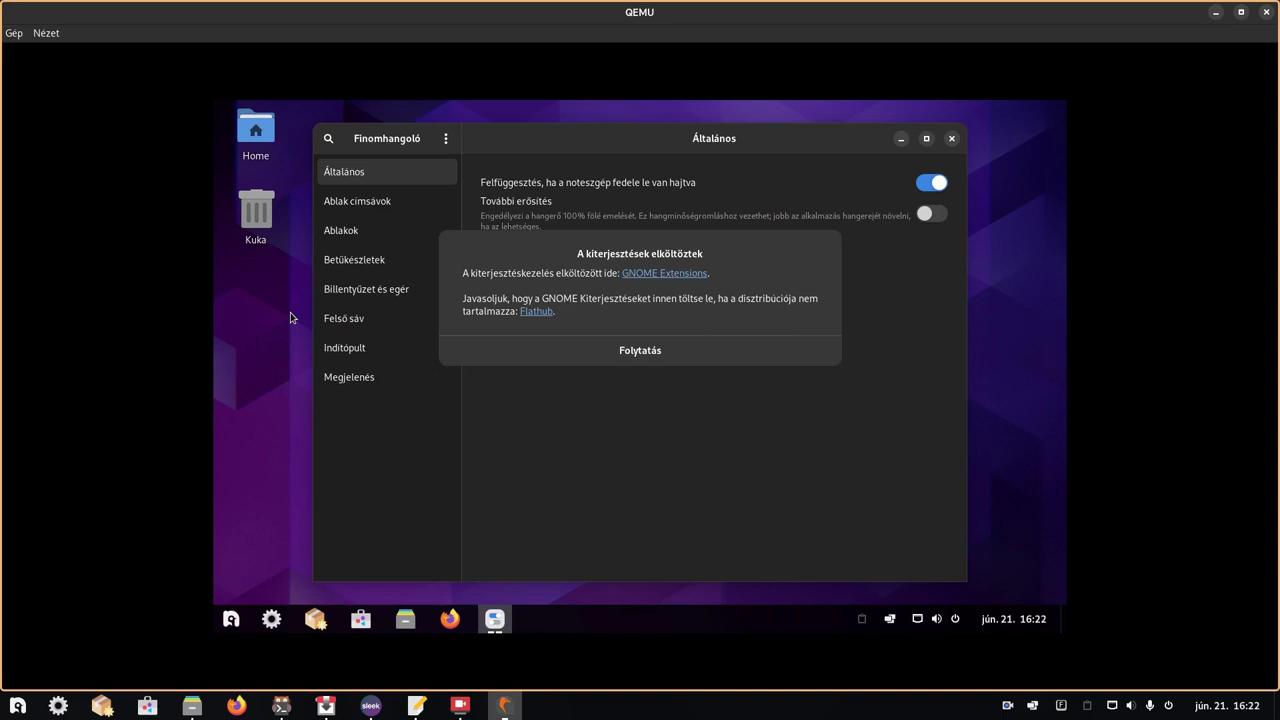 QEMU
Gép Nézet
Home
Kuka
Finomhangoló
Általános
Általános
Ablak címsávok
Ablakok
Betűkészletek
Billentyűzet és egér
Felső sáv
Indítópult
Megjelenés
Felfüggesztés, ha a noteszgép fedele le van hajtva
További erősítés
Engedélyezi a hangerő 100% fölé emelését. Ez hangminőségromláshoz vezethet; jobb az alkalmazás hangerejét növelni,
ha az lehetséges.
A kiterjesztések elköltöztek
A kiterjesztéskezelés elköltözött ide: GNOME Extensions.
Javasoljuk, hogy a GNOME Kiterjesztéseket innen töltse le, ha a disztribúciója nem
tartalmazza: Flathub.
Folytatás
jún. 21. 16:22
sleek
jún. 21. 16:22